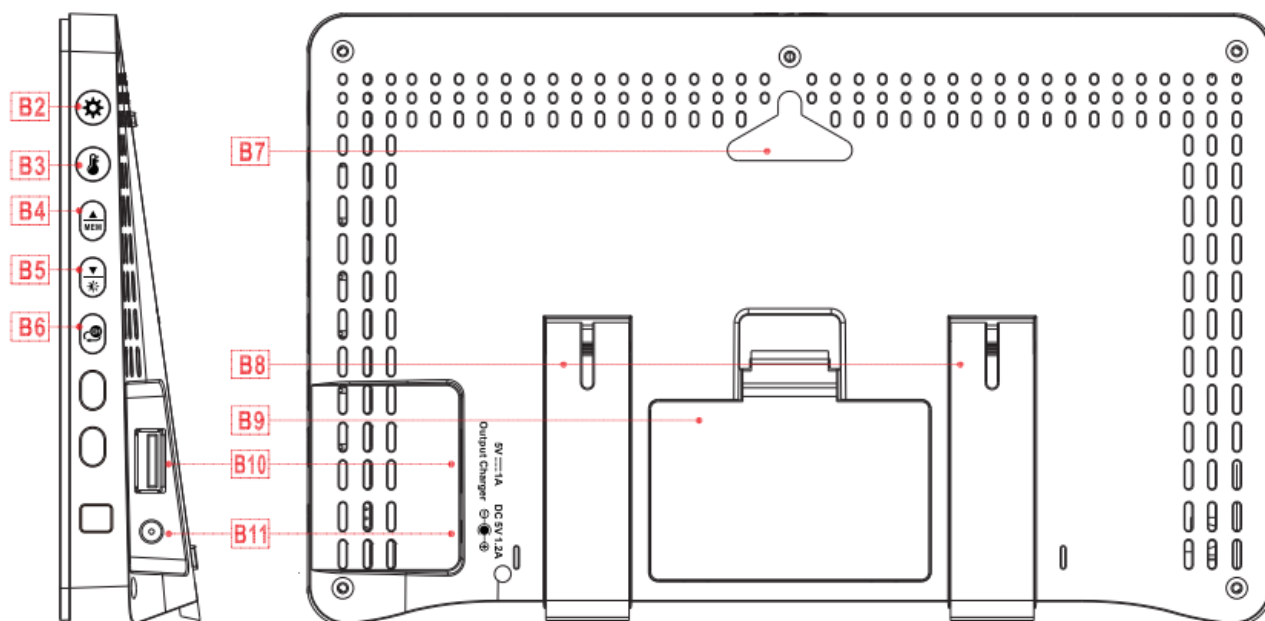 B2
B3
B4
▲
MEM
B5
▼
B6
B7
B8
B9
B10
B11
5V ⎓ 1A
Output Charger
DC 5V 1.2A
⊖ ⊕